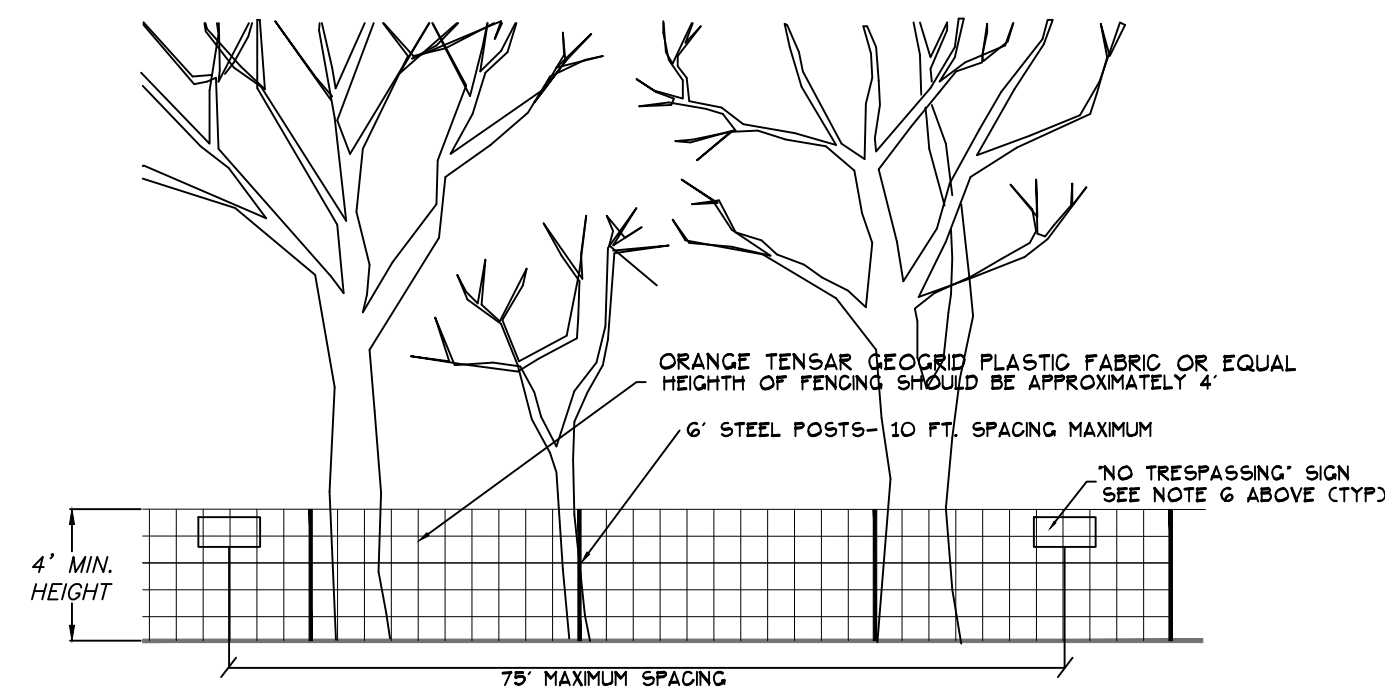 ORANGE TENSAR GEOGRID PLASTIC FABRIC OR EQUAL
HEIGHTH OF FENCING SHOULD BE APPROXIMATELY 4'
6' STEEL POSTS- 10 FT. SPACING MAXIMUM
"NO TRESPASSING" SIGN
SEE NOTE 6 ABOVE (TYP)
4' MIN.
HEIGHT
75' MAXIMUM SPACING